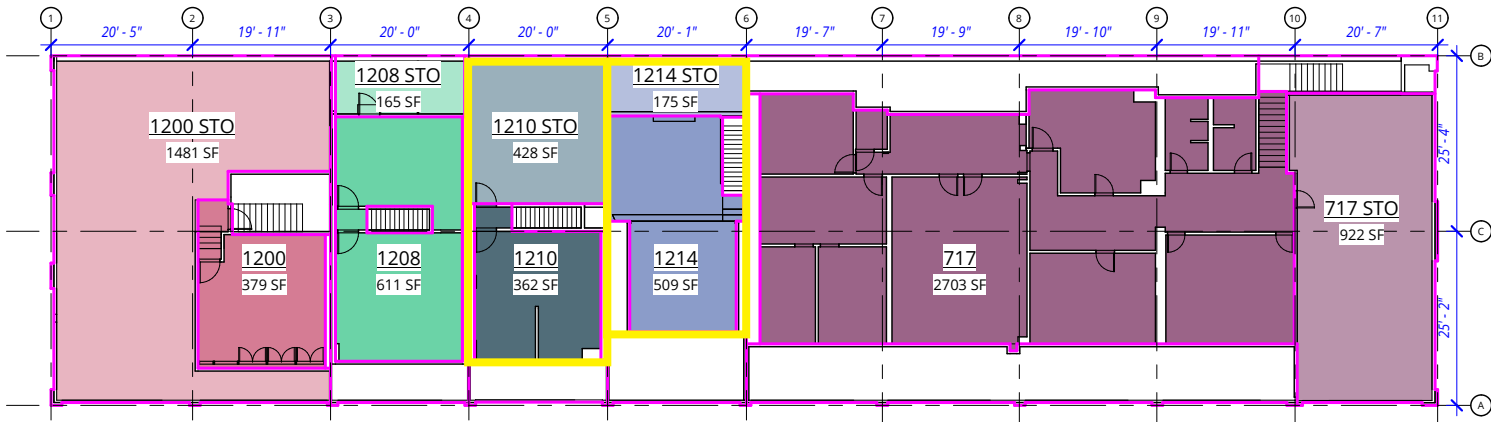 1 2 3 4 5 6 7 8 9 10 11
20' - 5" 19' - 11" 20' - 0" 20' - 0" 20' - 1" 19' - 7" 19' - 9" 19' - 10" 19' - 11" 20' - 7"
B
1208 STO
165 SF
1214 STO
175 SF
1200 STO
1481 SF
1210 STO
428 SF
25' - 4"
717 STO
922 SF
C
1200
379 SF
1208
611 SF
1210
362 SF
1214
509 SF
717
2703 SF
25' - 2"
A